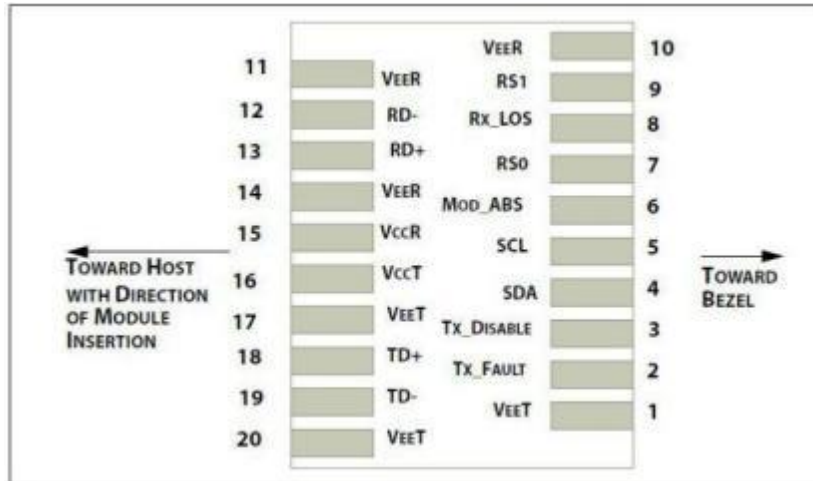 11
12
13
14
15
16
17
18
19
20
VEER
RD-
RD+
VEER
VCCR
VCCT
VEET
TD+
TD-
VEET
VEER
RS1
RX_LOS
RS0
MOD_ABS
SCL
SDA
TX_DISABLE
TX_FAULT
VEET
10
9
8
7
6
5
4
3
2
1
TOWARD HOST
WITH DIRECTION
OF MODULE
INSERTION
TOWARD
BEZEL